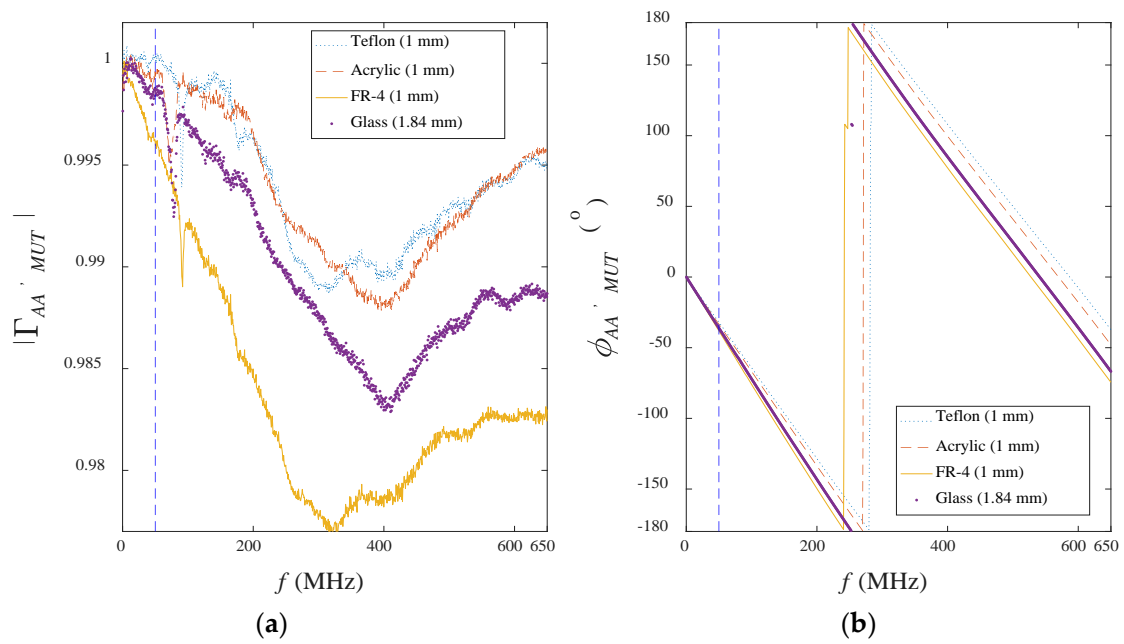 Teflon (1 mm)
Acrylic (1 mm)
FR-4 (1 mm)
Glass (1.84 mm)
1
0.995
0.99
0.985
0.98
|Γ_AA' MUT|
0
200
400
600 650
f (MHz)
(a)
180
150
100
50
0
-50
-100
-150
-180
ϕ_AA' MUT (°)
Teflon (1 mm)
Acrylic (1 mm)
FR-4 (1 mm)
Glass (1.84 mm)
0
200
400
600 650
f (MHz)
(b)